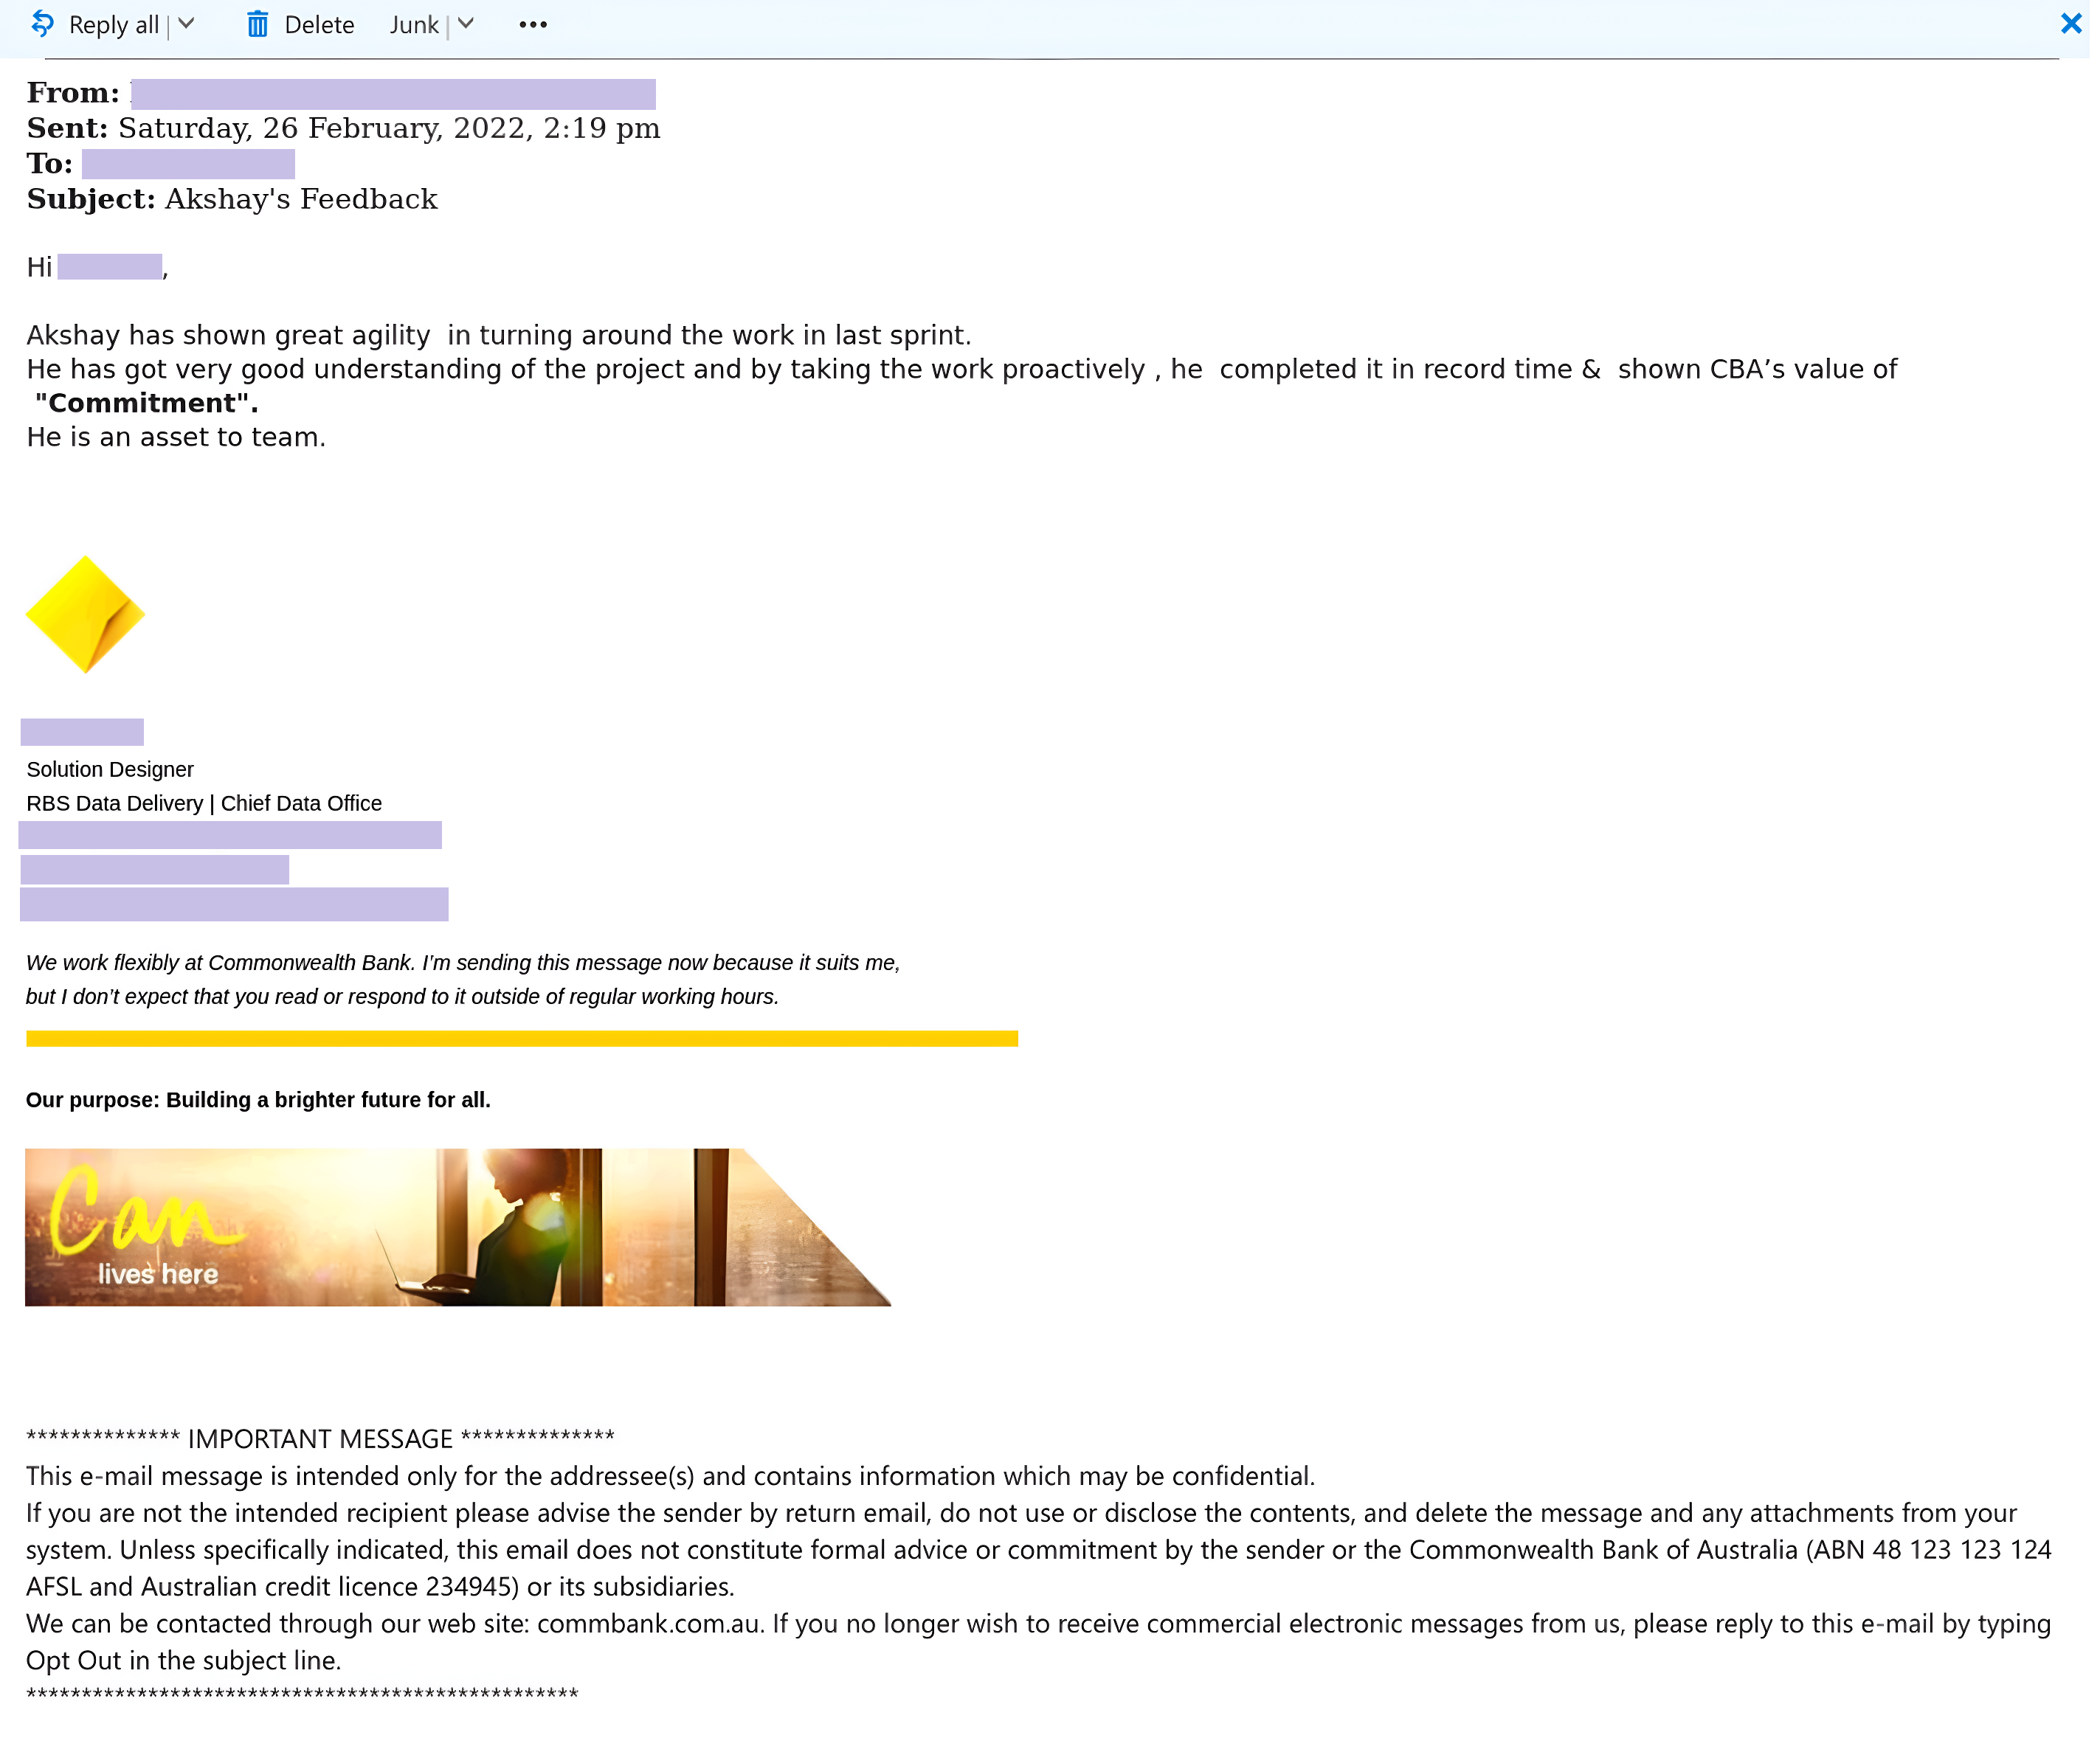 Reply all | Delete Junk | •••
From:
Sent: Saturday, 26 February, 2022, 2:19 pm
To:
Subject: Akshay's Feedback
Hi ,
Akshay has shown great agility  in turning around the work in last sprint.
He has got very good understanding of the project and by taking the work proactively , he  completed it in record time &  shown CBA’s value of
"Commitment".
He is an asset to team.
Solution Designer
RBS Data Delivery | Chief Data Office
We work flexibly at Commonwealth Bank. I’m sending this message now because it suits me,
but I don’t expect that you read or respond to it outside of regular working hours.
Our purpose: Building a brighter future for all.
Can
lives here
************** IMPORTANT MESSAGE **************
This e-mail message is intended only for the addressee(s) and contains information which may be confidential.
If you are not the intended recipient please advise the sender by return email, do not use or disclose the contents, and delete the message and any attachments from your
system. Unless specifically indicated, this email does not constitute formal advice or commitment by the sender or the Commonwealth Bank of Australia (ABN 48 123 123 124
AFSL and Australian credit licence 234945) or its subsidiaries.
We can be contacted through our web site: commbank.com.au. If you no longer wish to receive commercial electronic messages from us, please reply to this e-mail by typing
Opt Out in the subject line.
**************************************************